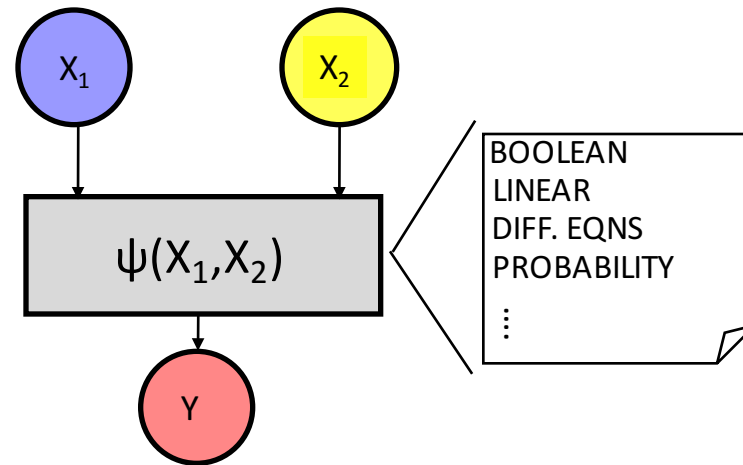 X₁
X₂
BOOLEAN
LINEAR
DIFF. EQNS
PROBABILITY
⋮
ψ(X₁,X₂)
Y